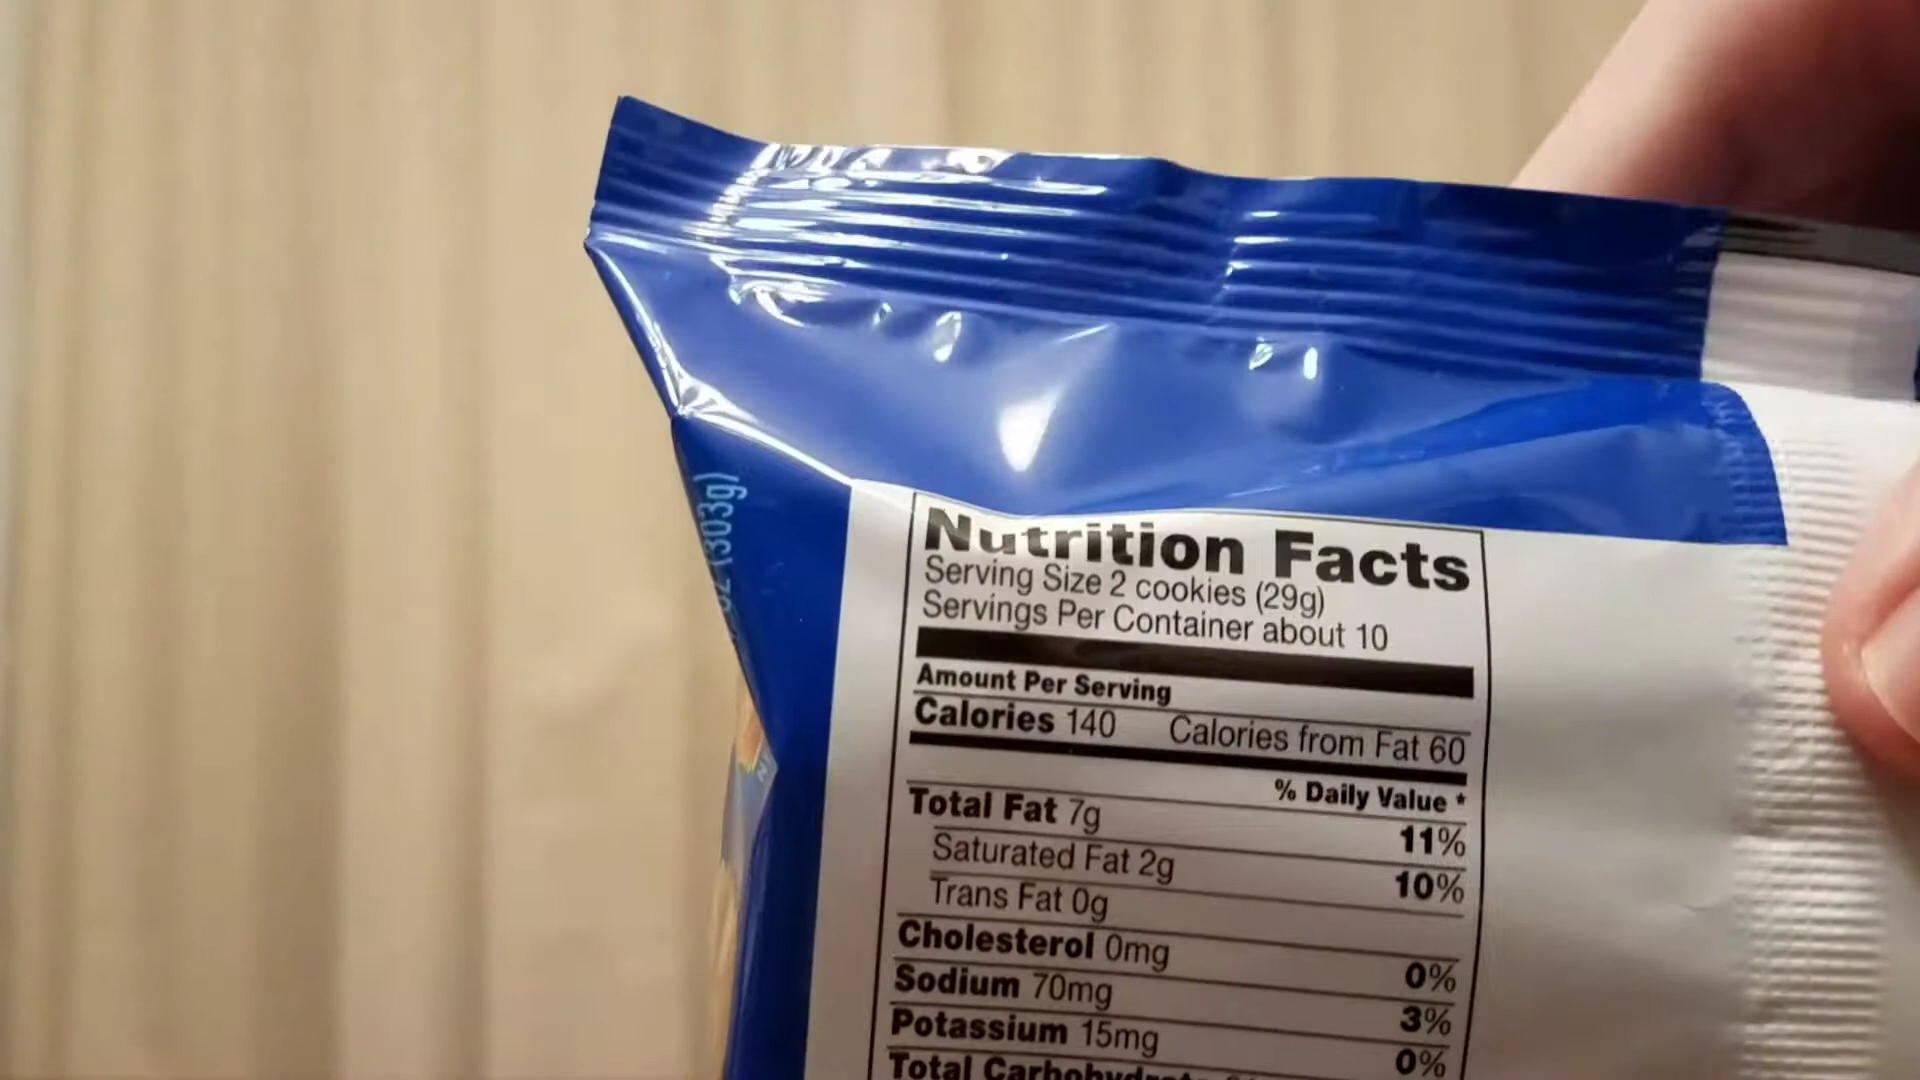 (303g)
Nutrition Facts
Serving Size 2 cookies (29g)
Servings Per Container about 10
Amount Per Serving
Calories 140 Calories from Fat 60
% Daily Value *
Total Fat 7g 11%
Saturated Fat 2g 10%
Trans Fat 0g
Cholesterol 0mg 0%
Sodium 70mg 3%
Potassium 15mg 0%
Total Carbohydrate